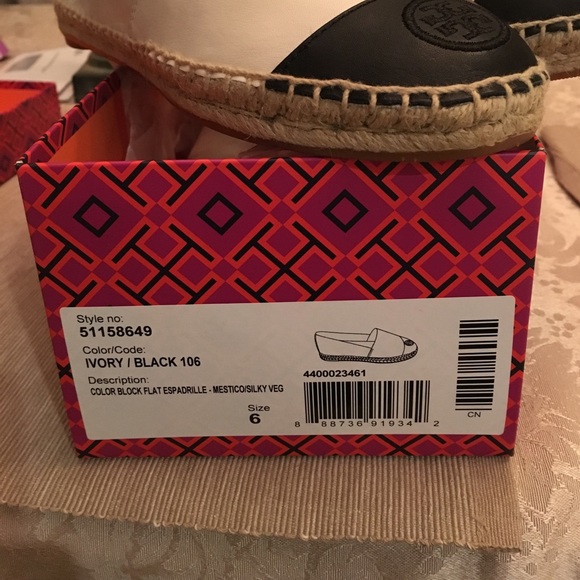 Style no:
51158649
Color/Code:
IVORY / BLACK 106
Description:
COLOR BLOCK FLAT ESPADRILLE - MESTICO/SILKY VEG
Size
6
4400023461
8 88736 91934 2
CN